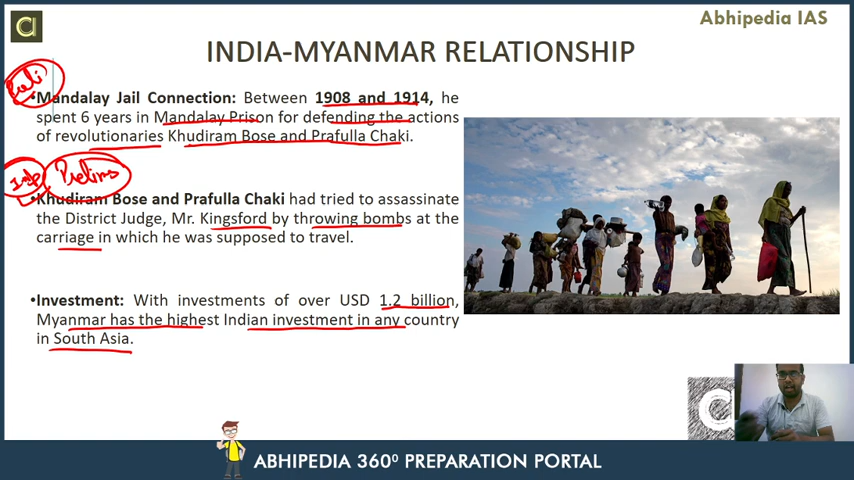 Abhipedia IAS
INDIA-MYANMAR RELATIONSHIP
•Mandalay Jail Connection: Between 1908 and 1914, he
spent 6 years in Mandalay Prison for defending the actions
of revolutionaries Khudiram Bose and Prafulla Chaki.
Prelims
•Khudiram Bose and Prafulla Chaki had tried to assassinate
the District Judge, Mr. Kingsford by throwing bombs at the
carriage in which he was supposed to travel.
•Investment: With investments of over USD 1.2 billion,
Myanmar has the highest Indian investment in any country
in South Asia.
ABHIPEDIA 360° PREPARATION PORTAL